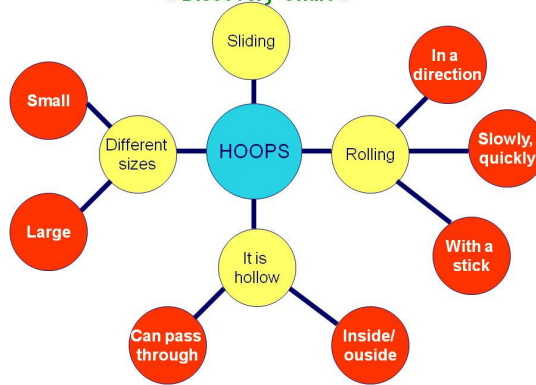 Sliding
In a
direction
Small
Slowly,
quickly
Different
sizes
HOOPS
Rolling
Large
With a
stick
It is
hollow
Can pass
through
Inside/
ouside